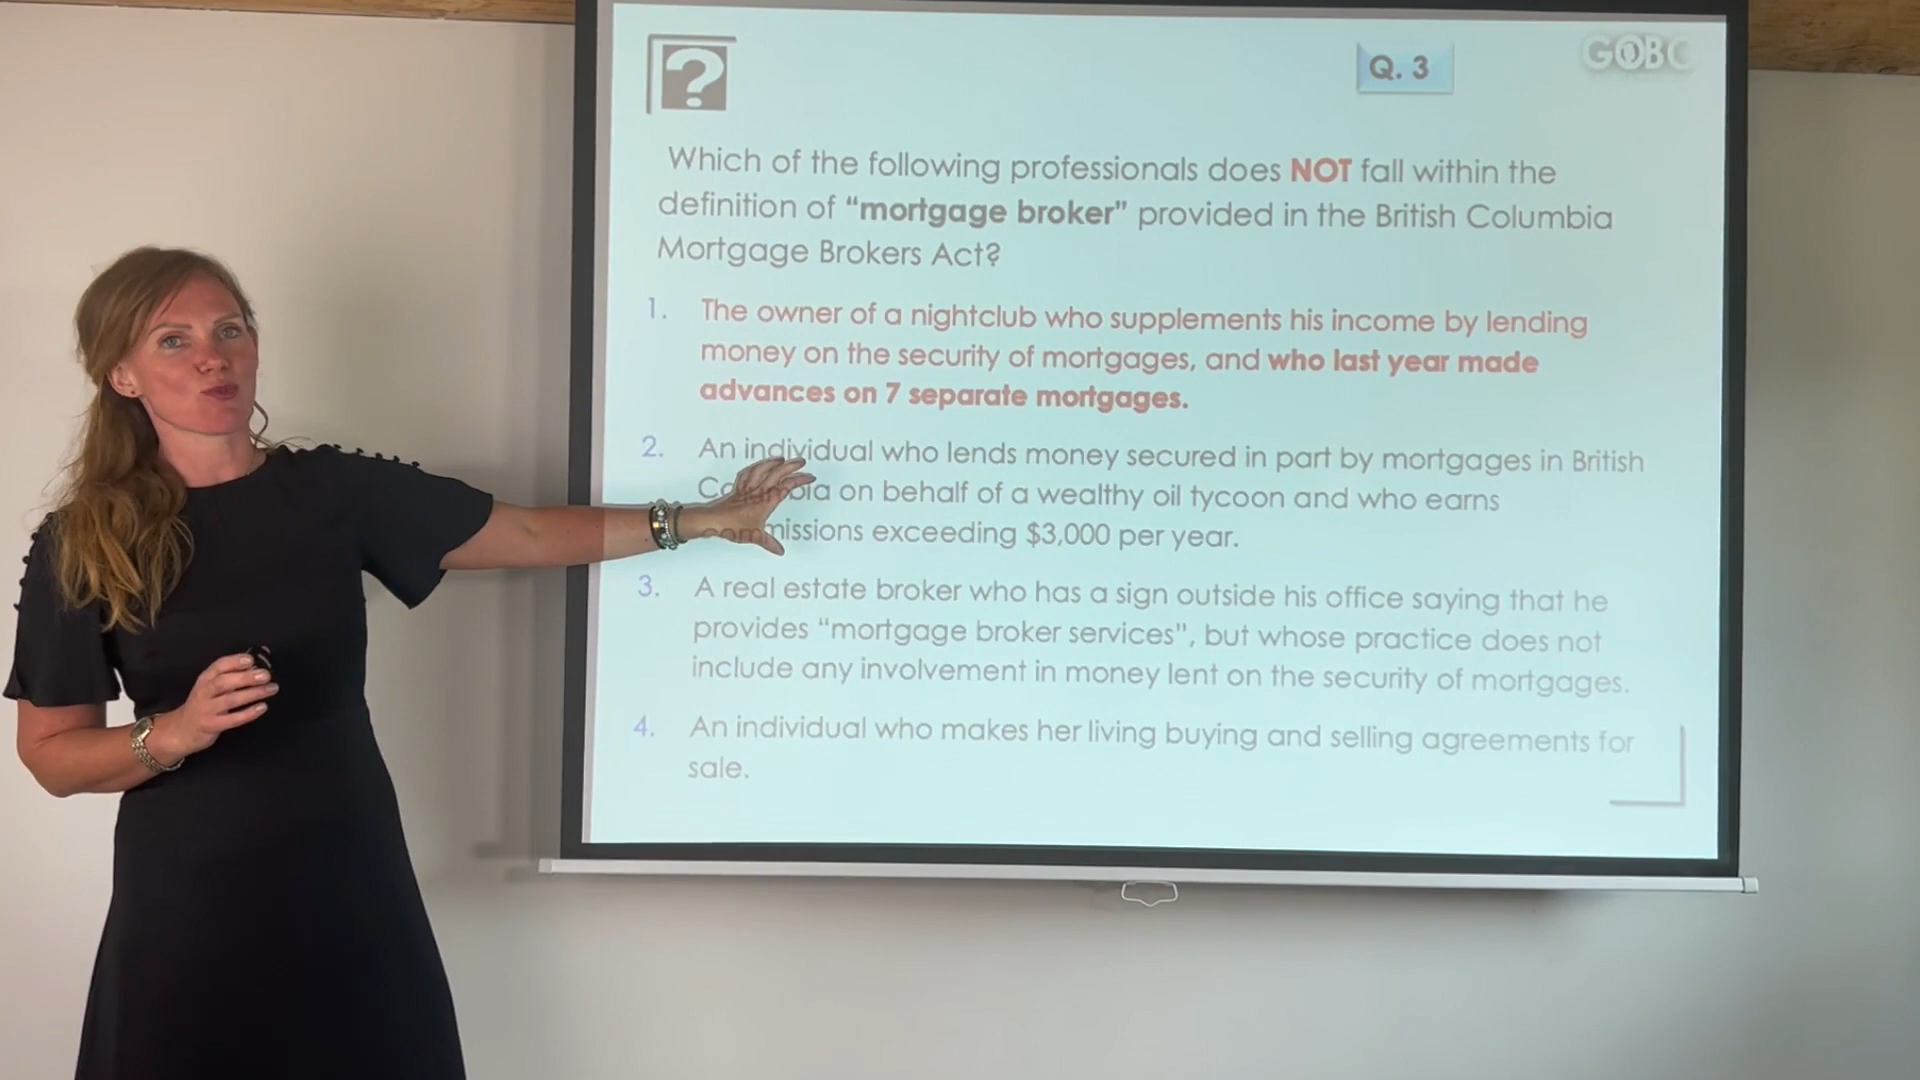 ?
Q. 3
GOBC
Which of the following professionals does NOT fall within the
definition of “mortgage broker” provided in the British Columbia
Mortgage Brokers Act?
1. The owner of a nightclub who supplements his income by lending
money on the security of mortgages, and who last year made
advances on 7 separate mortgages.
2. An individual who lends money secured in part by mortgages in British
Columbia on behalf of a wealthy oil tycoon and who earns
commissions exceeding $3,000 per year.
3. A real estate broker who has a sign outside his office saying that he
provides “mortgage broker services”, but whose practice does not
include any involvement in money lent on the security of mortgages.
4. An individual who makes her living buying and selling agreements for
sale.